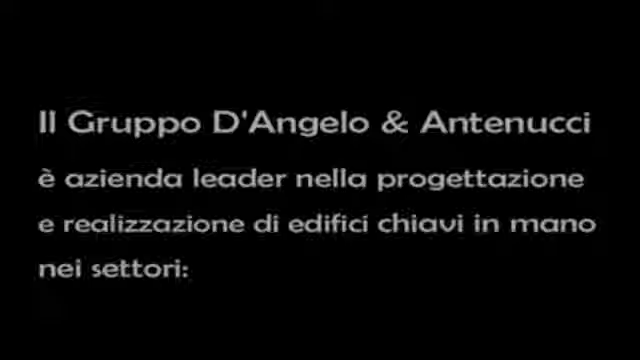 Il Gruppo D'Angelo & Antenucci
è azienda leader nella progettazione
e realizzazione di edifici chiavi in mano
nei settori: